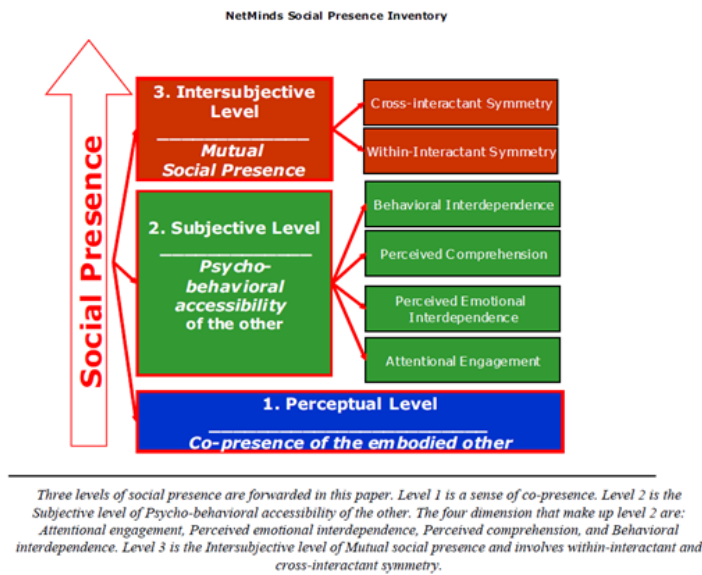 NetMinds Social Presence Inventory
Social Presence
3. Intersubjective
Level
Mutual
Social Presence
Cross-interactant Symmetry
Within-Interactant Symmetry
2. Subjective Level
Psycho-
behavioral
accessibility
of the other
Behavioral Interdependence
Perceived Comprehension
Perceived Emotional
Interdependence
Attentional Engagement
1. Perceptual Level
Co-presence of the embodied other
Three levels of social presence are forwarded in this paper. Level 1 is a sense of co-presence. Level 2 is the
Subjective level of Psycho-behavioral accessibility of the other. The four dimension that make up level 2 are:
Attentional engagement, Perceived emotional interdependence, Perceived comprehension, and Behavioral
interdependence. Level 3 is the Intersubjective level of Mutual social presence and involves within-interactant and
cross-interactant symmetry.